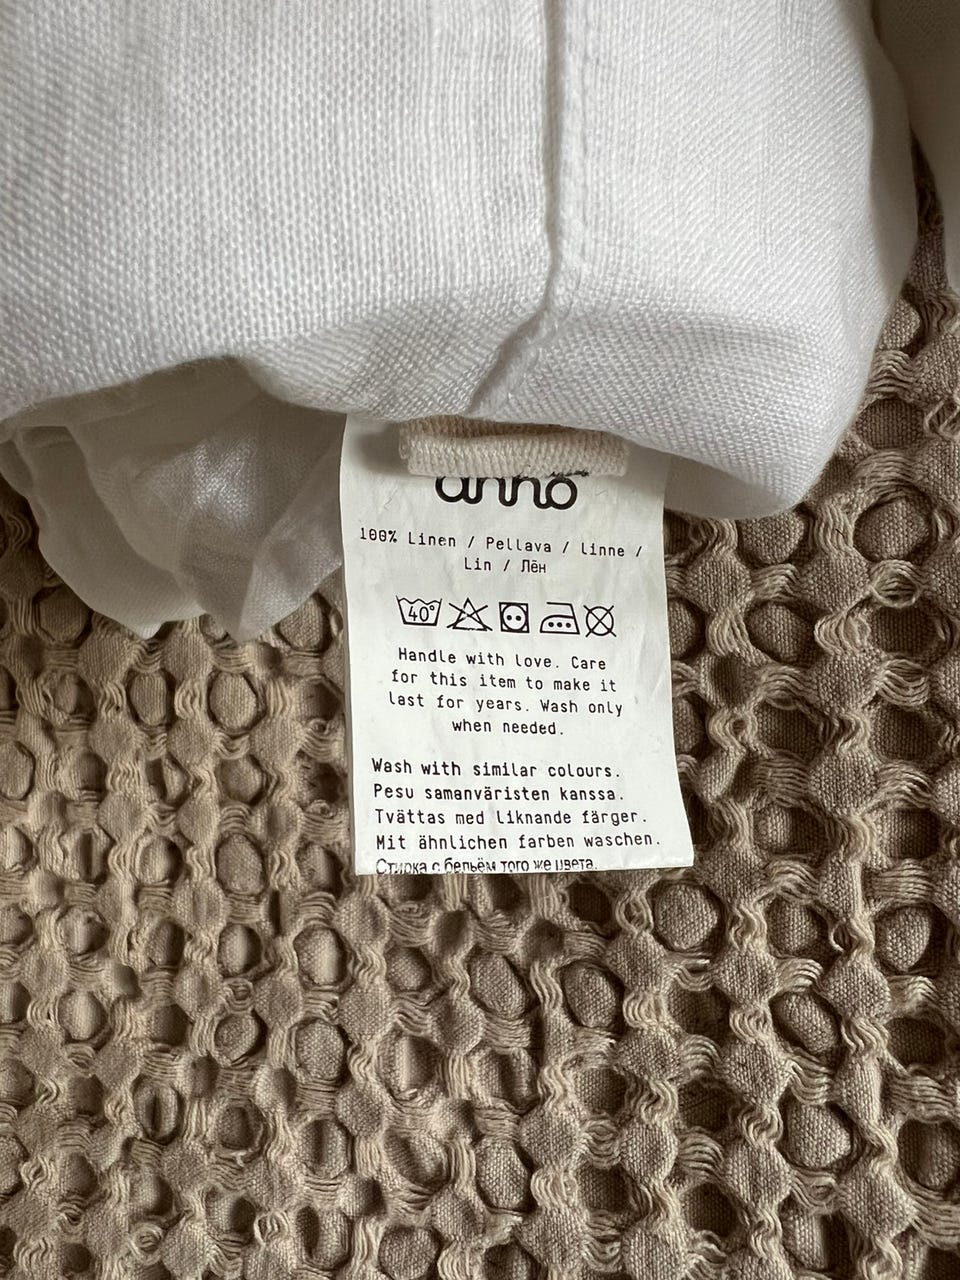 anno
100% Linen / Pellava / linne /
Lin / Лён
40°
Handle with love. Care
for this item to make it
last for years. Wash only
when needed.
Wash with similar colours.
Pesu samanväristen kanssa.
Tvättas med liknande färger.
Mit ähnlichen farben waschen.
Стирка с бельём того же цвета.